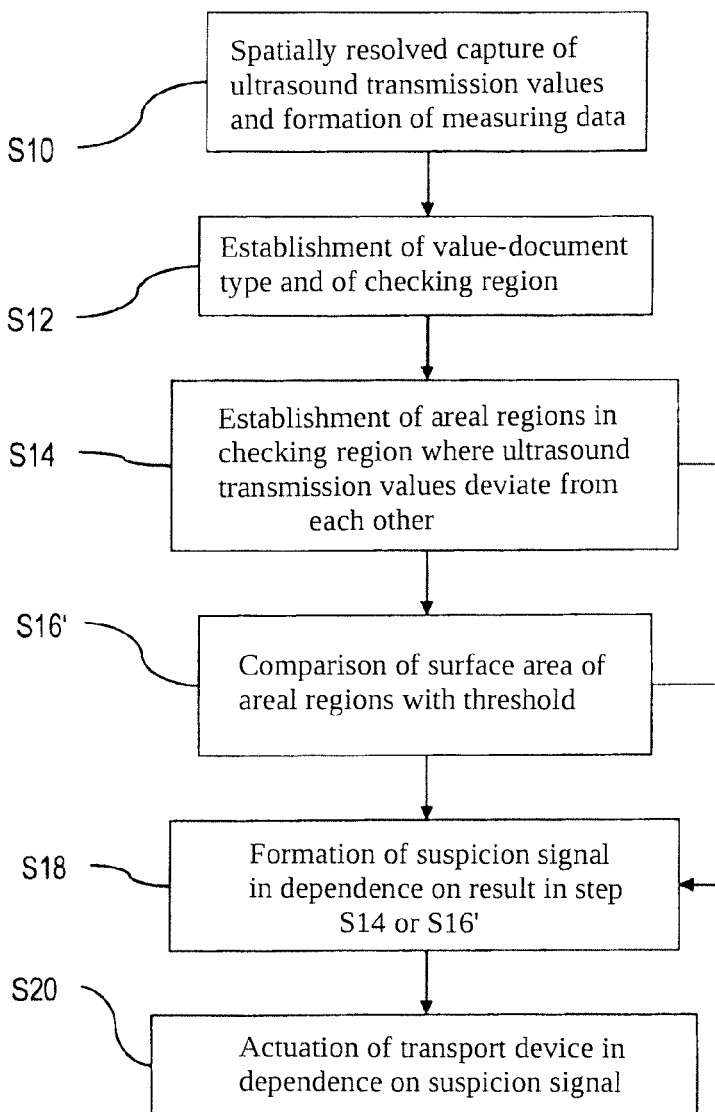 Spatially resolved capture of
ultrasound transmission values
and formation of measuring data
S10
Establishment of value-document
type and of checking region
S12
Establishment of areal regions in
checking region where ultrasound
transmission values deviate from
each other
S14
Comparison of surface area of
areal regions with threshold
S16'
Formation of suspicion signal
in dependence on result in step
S14 or S16'
S18
Actuation of transport device in
dependence on suspicion signal
S20